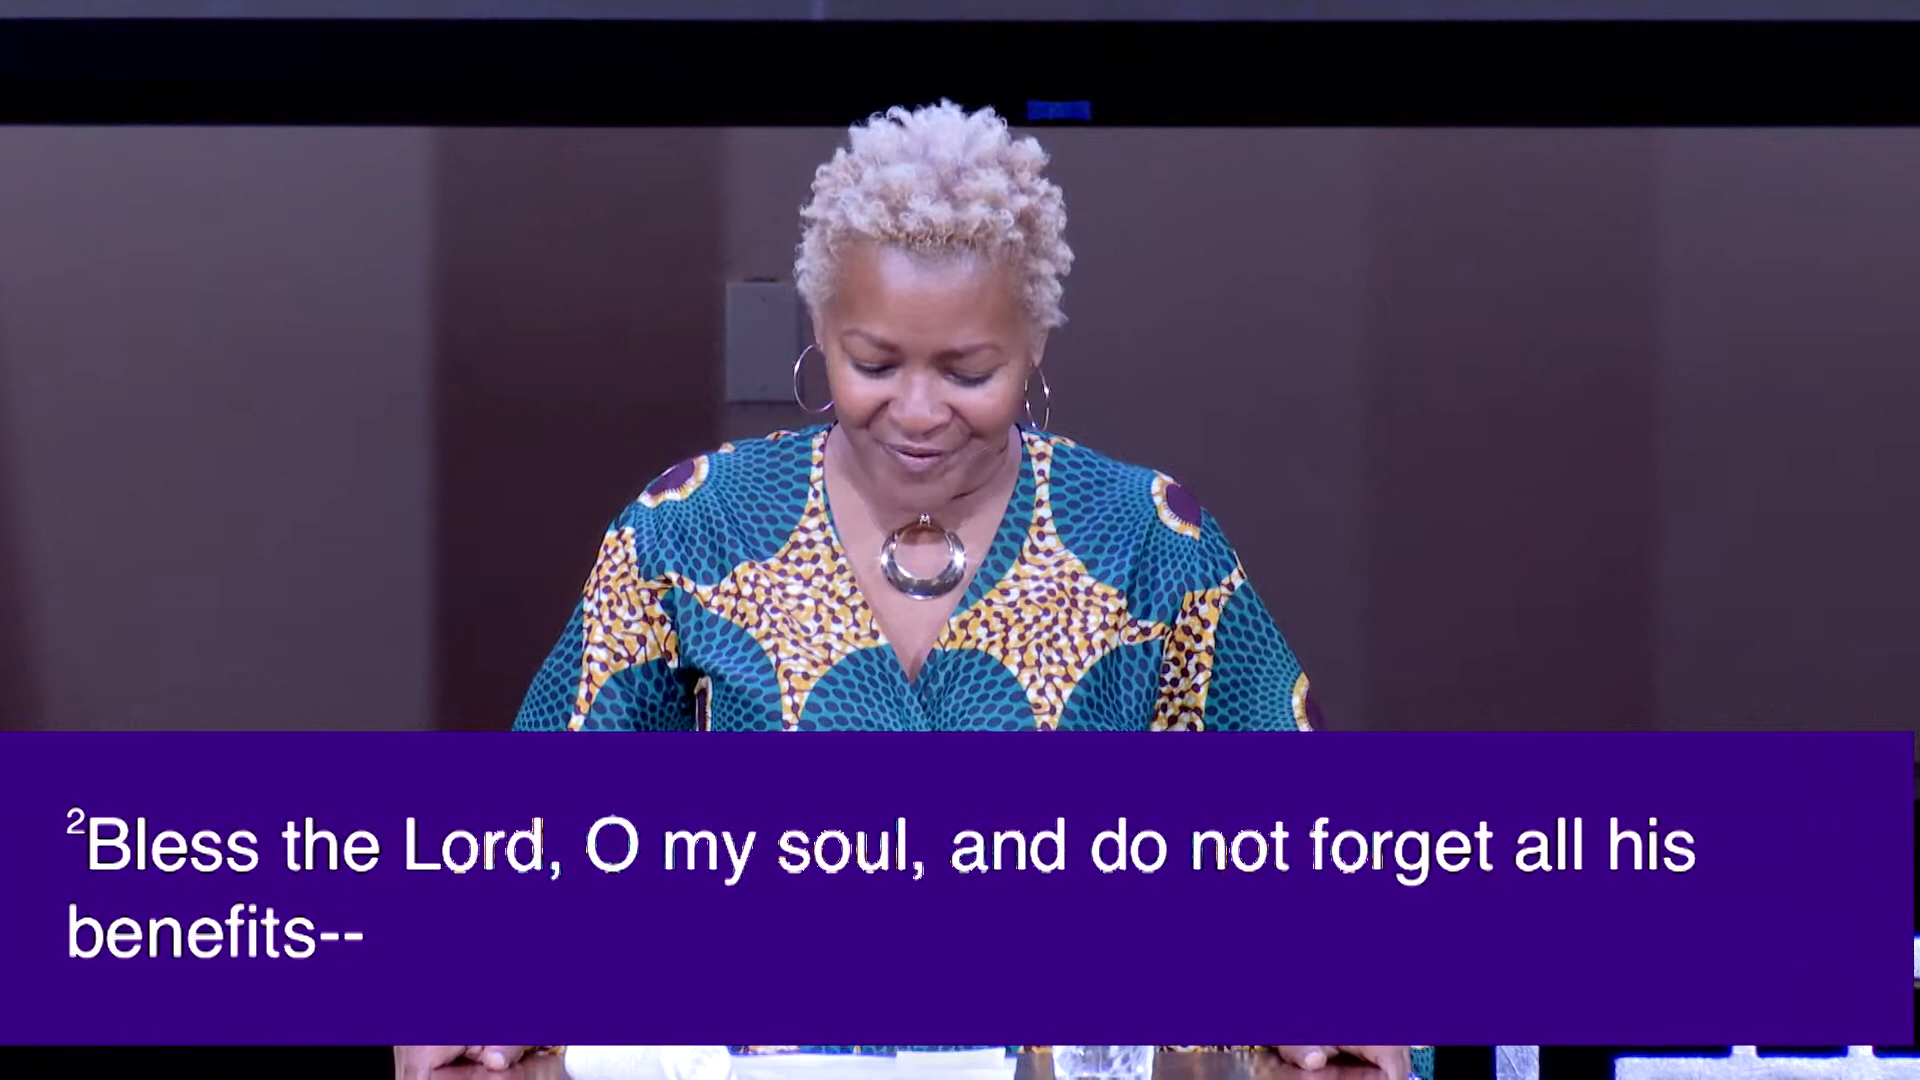 ²Bless the Lord, O my soul, and do not forget all his
benefits--